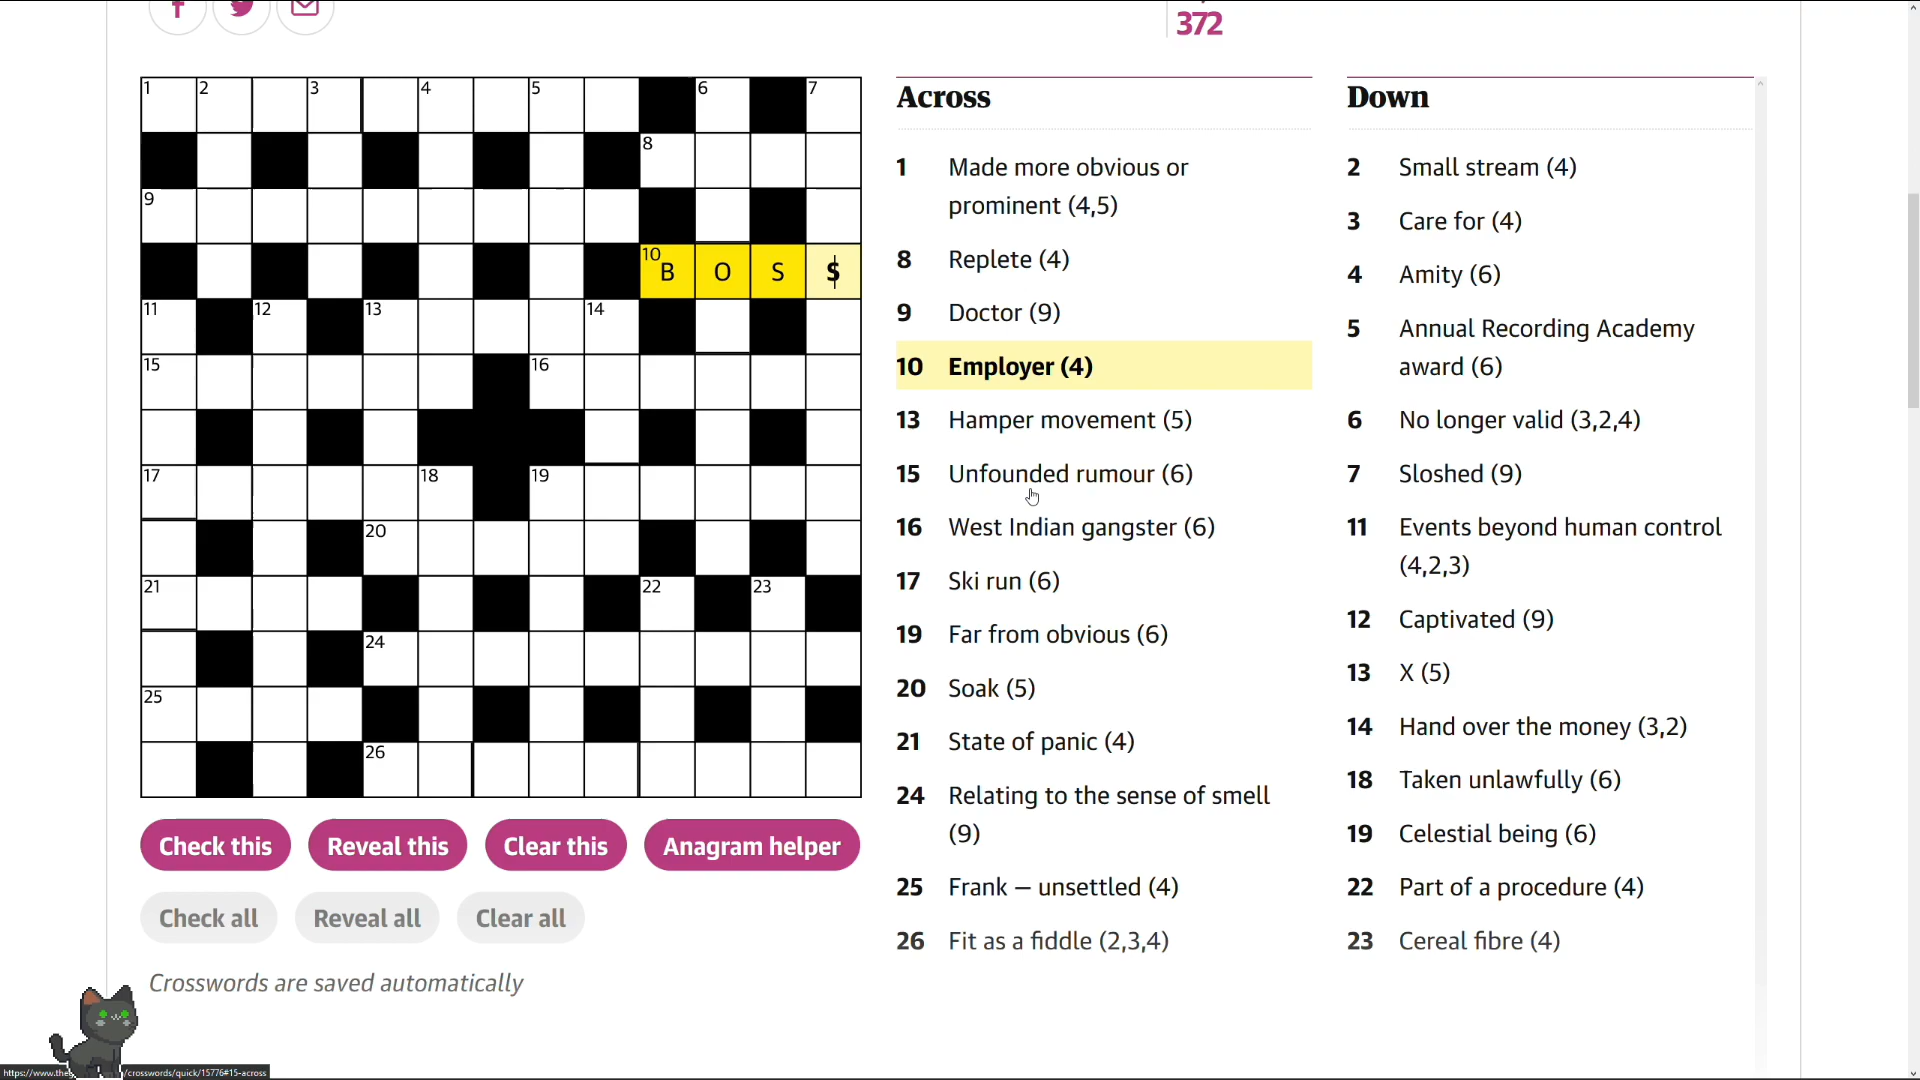 372
1 2 3 4 5 6 7
8
9
10 B O S $
11 12 13 14
15 16
17 18 19
20
21 22 23
24
25
26
Check this
Reveal this
Clear this
Anagram helper
Check all
Reveal all
Clear all
Crosswords are saved automatically
Across
1 Made more obvious or
prominent (4,5)
8 Replete (4)
9 Doctor (9)
10 Employer (4)
13 Hamper movement (5)
15 Unfounded rumour (6)
16 West Indian gangster (6)
17 Ski run (6)
19 Far from obvious (6)
20 Soak (5)
21 State of panic (4)
24 Relating to the sense of smell
(9)
25 Frank — unsettled (4)
26 Fit as a fiddle (2,3,4)
Down
2 Small stream (4)
3 Care for (4)
4 Amity (6)
5 Annual Recording Academy
award (6)
6 No longer valid (3,2,4)
7 Sloshed (9)
11 Events beyond human control
(4,2,3)
12 Captivated (9)
13 X (5)
14 Hand over the money (3,2)
18 Taken unlawfully (6)
19 Celestial being (6)
22 Part of a procedure (4)
23 Cereal fibre (4)
https://www.the /crosswords/quick/15776#15-across